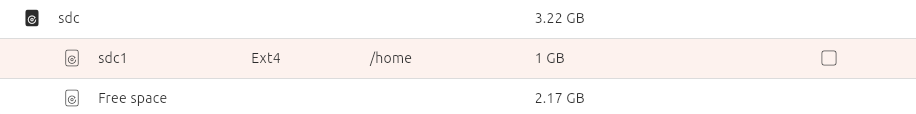 sdc 3.22 GB
sdc1 Ext4 /home 1 GB
Free space 2.17 GB